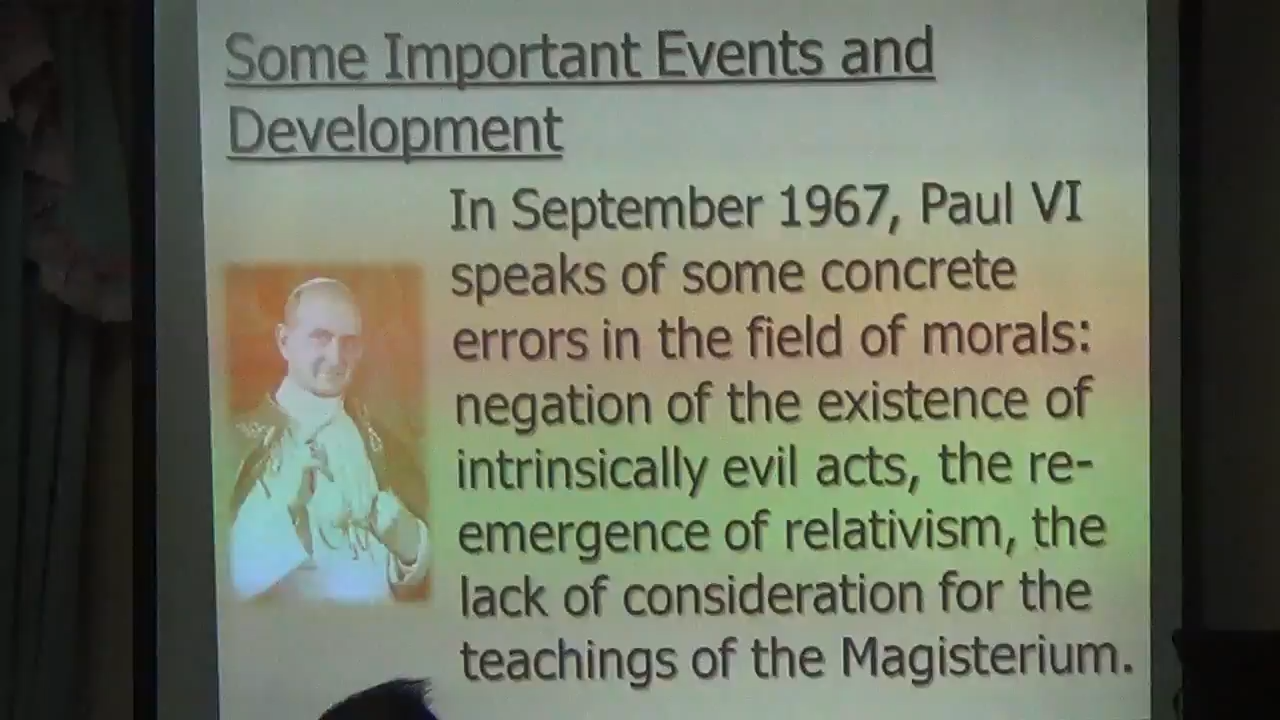 Some Important Events and
Development
In September 1967, Paul VI
speaks of some concrete
errors in the field of morals:
negation of the existence of
intrinsically evil acts, the re-
emergence of relativism, the
lack of consideration for the
teachings of the Magisterium.